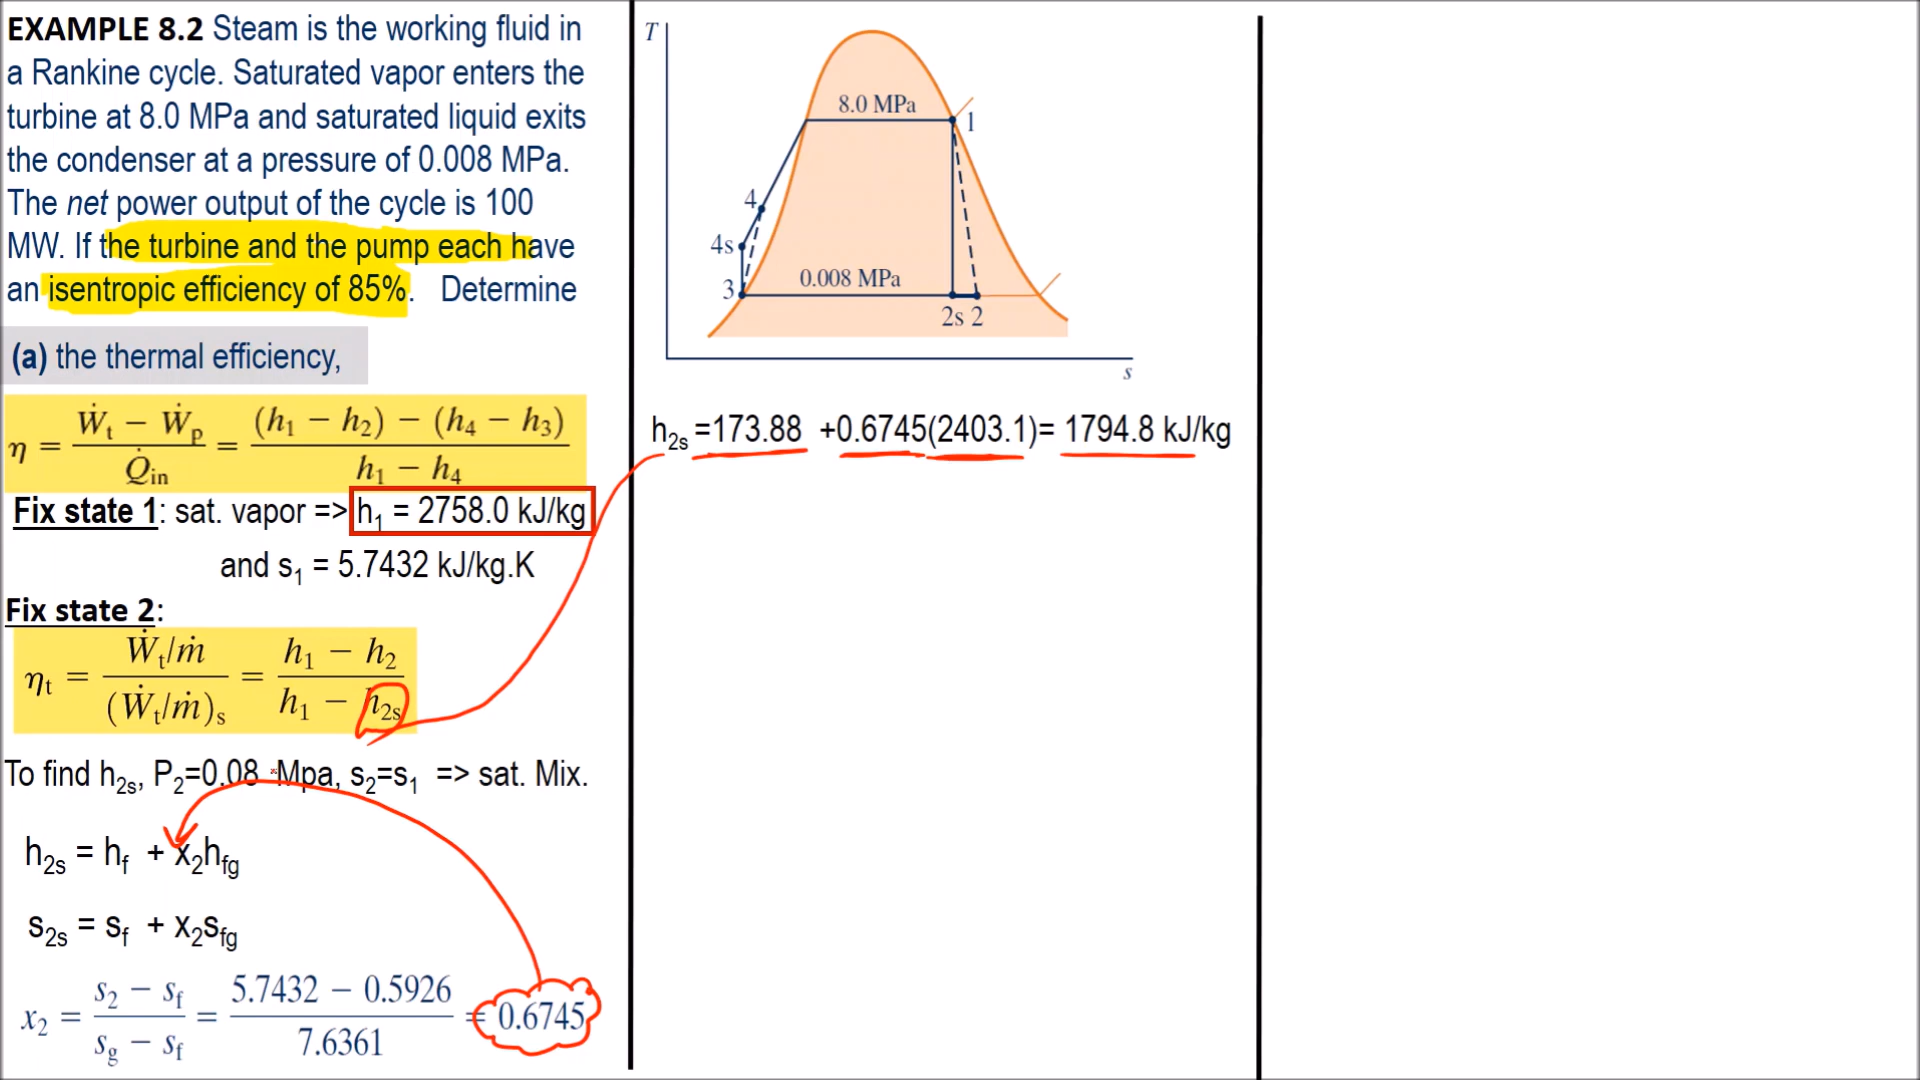 EXAMPLE 8.2 Steam is the working fluid in
a Rankine cycle. Saturated vapor enters the
turbine at 8.0 MPa and saturated liquid exits
the condenser at a pressure of 0.008 MPa.
The net power output of the cycle is 100
MW. If the turbine and the pump each have
an isentropic efficiency of 85%. Determine
(a) the thermal efficiency,
η = (Ẇt − Ẇp) / Q̇in = ((h1 − h2) − (h4 − h3)) / (h1 − h4)
Fix state 1: sat. vapor => h1 = 2758.0 kJ/kg
and s1 = 5.7432 kJ/kg.K
Fix state 2:
ηt = (Ẇt/ṁ) / (Ẇt/ṁ)s = (h1 − h2) / (h1 − h2s)
To find h2s, P2=0.08 Mpa, s2=s1 => sat. Mix.
h2s = hf + x2hfg
s2s = sf + x2sfg
x2 = (s2 − sf) / (sg − sf) = (5.7432 − 0.5926) / 7.6361 = 0.6745
T
8.0 MPa
1
4
4s
0.008 MPa
3
2s 2
s
h2s =173.88 +0.6745(2403.1)= 1794.8 kJ/kg